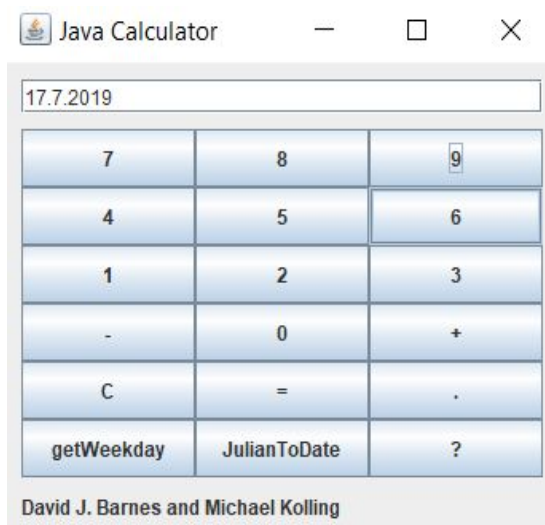 Java Calculator
17.7.2019
7 8 9
4 5 6
1 2 3
- 0 +
C = .
getWeekday JulianToDate ?
David J. Barnes and Michael Kolling